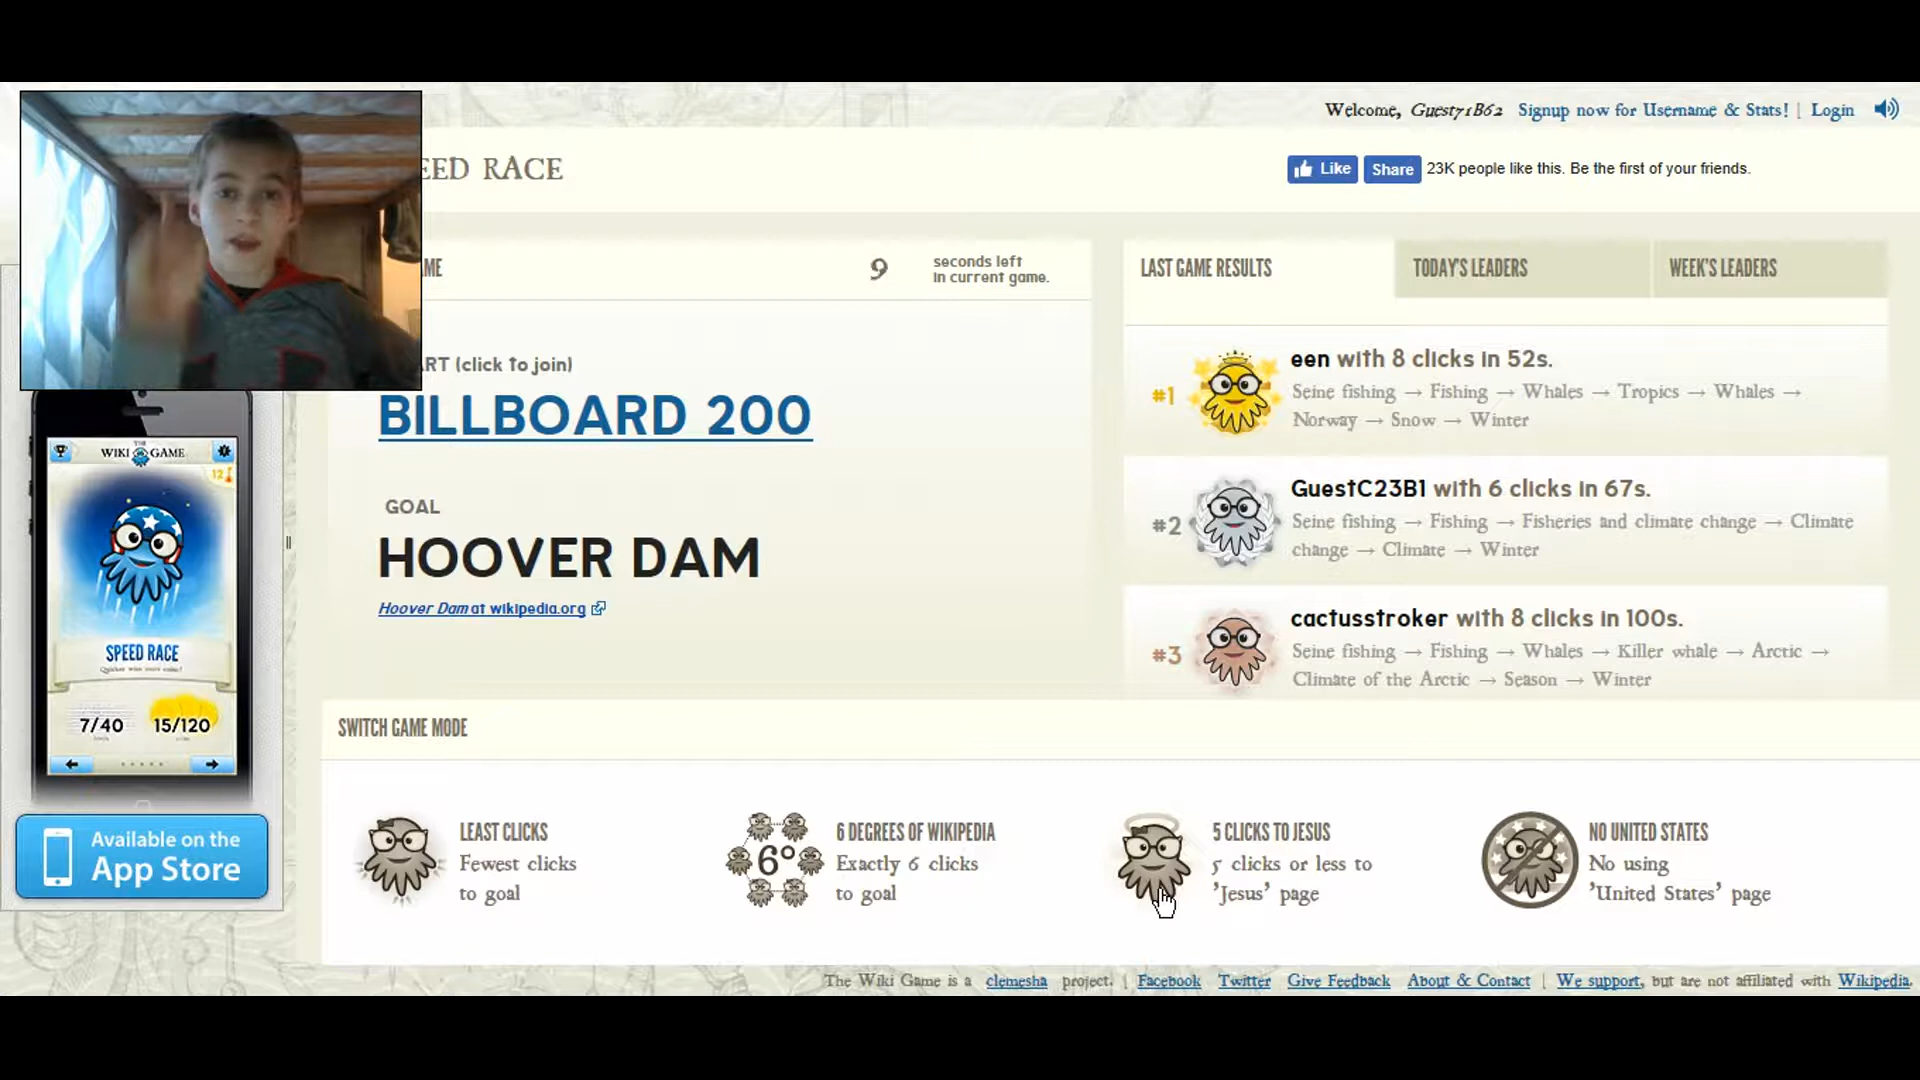 Welcome, Guest71B62 Signup now for Username & Stats! | Login
EED RACE
Like Share 23K people like this. Be the first of your friends.
ME
9 seconds left
in current game.
ART (click to join)
BILLBOARD 200
GOAL
HOOVER DAM
Hoover Dam at wikipedia.org
LAST GAME RESULTS TODAY'S LEADERS WEEK'S LEADERS
#1 een with 8 clicks in 52s.
Seine fishing → Fishing → Whales → Tropics → Whales →
Norway → Snow → Winter
#2 GuestC23B1 with 6 clicks in 67s.
Seine fishing → Fishing → Fisheries and climate change → Climate
change → Climate → Winter
#3 cactusstroker with 8 clicks in 100s.
Seine fishing → Fishing → Whales → Killer whale → Arctic →
Climate of the Arctic → Season → Winter
THE
WIKI GAME
12
SPEED RACE
7/40 15/120
Available on the
App Store
SWITCH GAME MODE
LEAST CLICKS
Fewest clicks
to goal
6°
6 DEGREES OF WIKIPEDIA
Exactly 6 clicks
to goal
5 CLICKS TO JESUS
5 clicks or less to
'Jesus' page
NO UNITED STATES
No using
'United States' page
The Wiki Game is a clemesha project. | Facebook Twitter Give Feedback About & Contact | We support, but are not affiliated with Wikipedia.